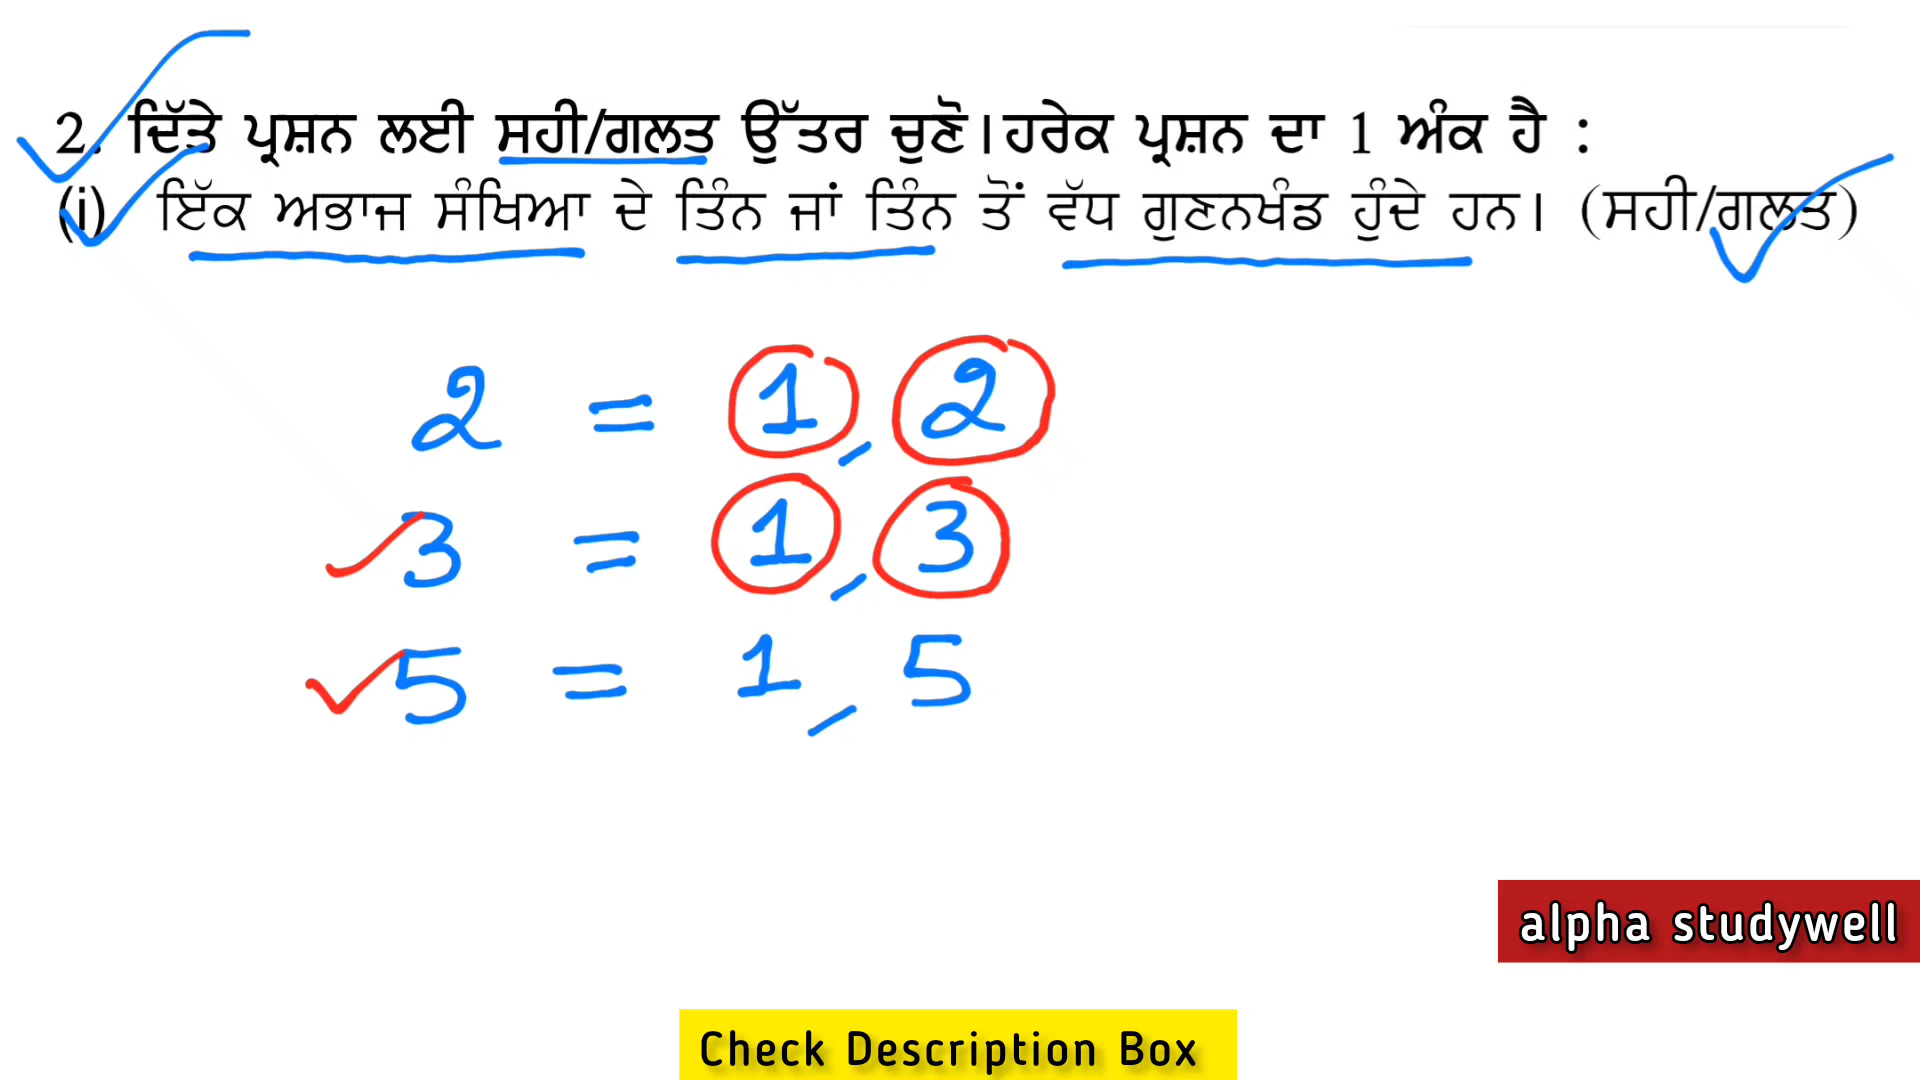 2. ਦਿੱਤੇ ਪ੍ਰਸ਼ਨ ਲਈ ਸਹੀ/ਗਲਤ ਉੱਤਰ ਚੁਣੋ।ਹਰੇਕ ਪ੍ਰਸ਼ਨ ਦਾ 1 ਅੰਕ ਹੈ :
(i) ਇੱਕ ਅਭਾਜ ਸੰਖਿਆ ਦੇ ਤਿੰਨ ਜਾਂ ਤਿੰਨ ਤੋਂ ਵੱਧ ਗੁਣਨਖੰਡ ਹੁੰਦੇ ਹਨ। (ਸਹੀ/ਗਲਤ)
2 = 1, 2
3 = 1, 3
5 = 1, 5
alpha studywell
Check Description Box